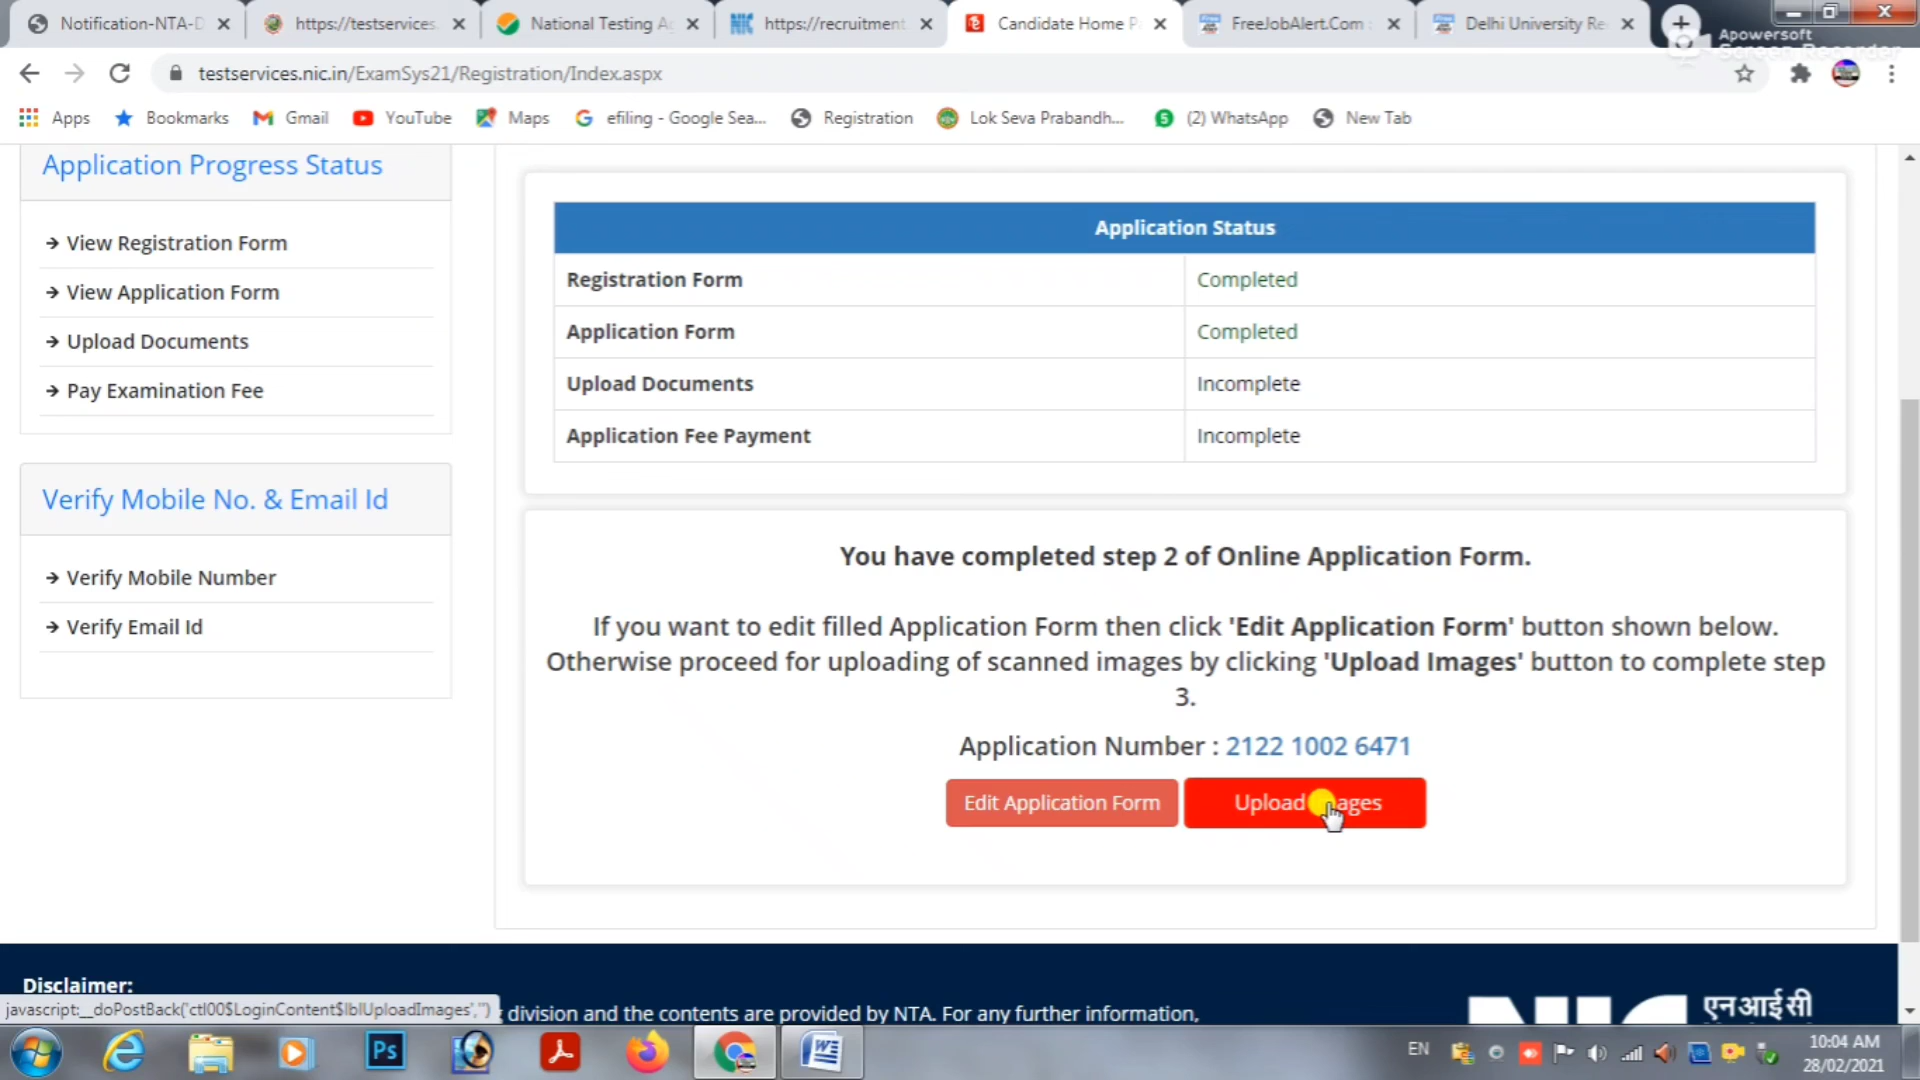 Notification-NTA-D
https://testservices.
National Testing Ag
https://recruitment.
Candidate Home P
FreeJobAlert.Com :
Delhi University Re
Apowersoft
Screen Recorder
testservices.nic.in/ExamSys21/Registration/Index.aspx
Apps
Bookmarks
Gmail
YouTube
Maps
efiling - Google Sea...
Registration
Lok Seva Prabandh...
(2) WhatsApp
New Tab
Application Progress Status
View Registration Form
View Application Form
Upload Documents
Pay Examination Fee
Verify Mobile No. & Email Id
Verify Mobile Number
Verify Email Id
Application Status
Registration Form Completed
Application Form Completed
Upload Documents Incomplete
Application Fee Payment Incomplete
You have completed step 2 of Online Application Form.
If you want to edit filled Application Form then click 'Edit Application Form' button shown below.
Otherwise proceed for uploading of scanned images by clicking 'Upload Images' button to complete step
3.
Application Number : 2122 1002 6471
Edit Application Form
Upload Images
Disclaimer:
javascript:__doPostBack('ctl00$LoginContent$lblUploadImages','')
division and the contents are provided by NTA. For any further information,
एनआईसी
EN
10:04 AM
28/02/2021